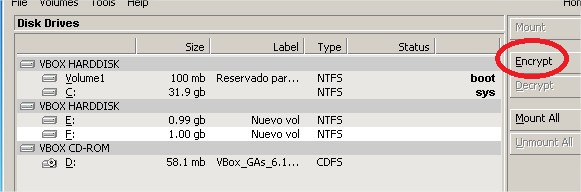 File Volumes Tools Help
Disk Drives
Mount
Size Label Type Status
VBOX HARDDISK
Encrypt
Volume1 100 mb Reservado par... NTFS boot
Decrypt
C: 31.9 gb NTFS sys
VBOX HARDDISK
E: 0.99 gb Nuevo vol NTFS
Mount All
F: 1.00 gb Nuevo vol NTFS
Unmount All
VBOX CD-ROM
D: 58.1 mb VBox_GAs_6.1... CDFS